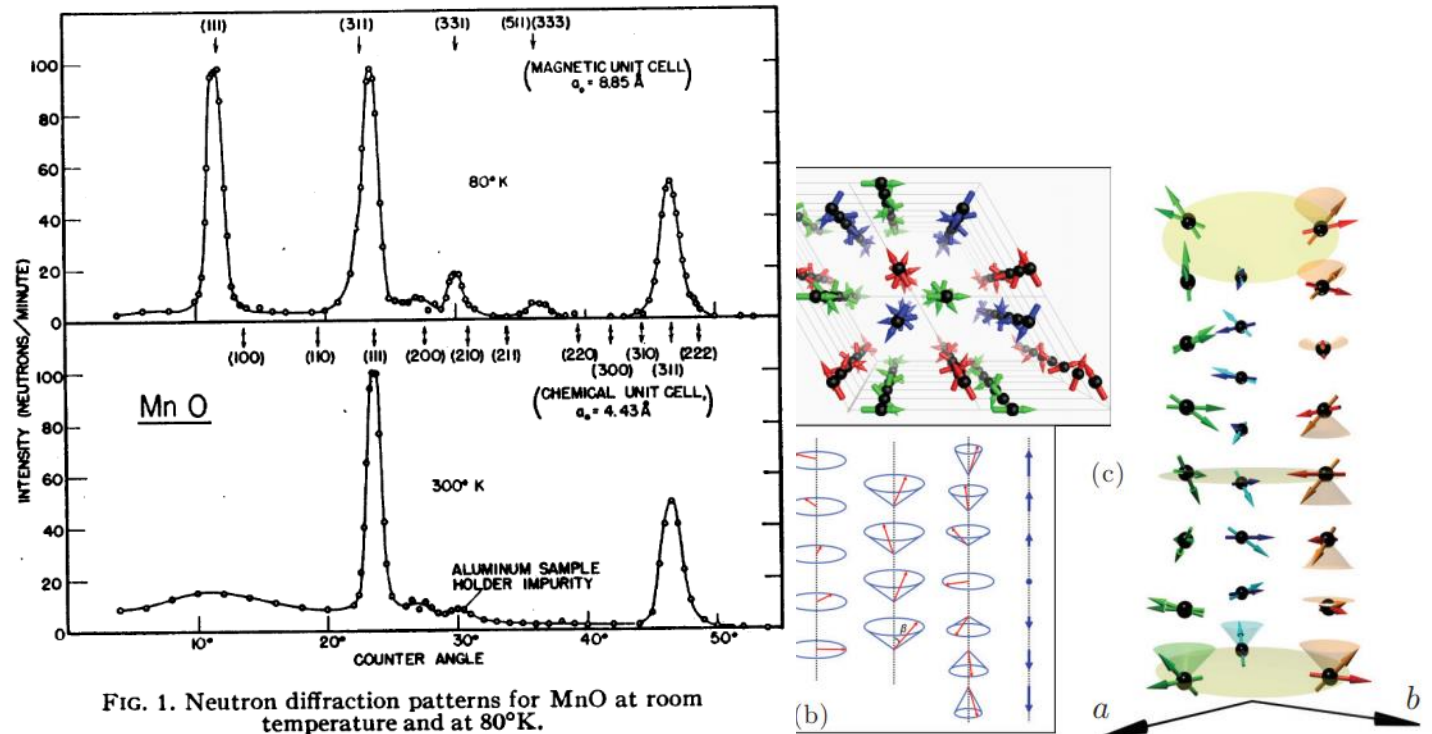 (111) (311) (331) (511)(333)
(MAGNETIC UNIT CELL)
a₀ = 8.85 Å
100
80
60
40
20
0
80° K
INTENSITY (NEUTRONS/MINUTE)
(100) (110) (111) (200) (210) (211) (220) (300) (310) (311) (222)
(CHEMICAL UNIT CELL,)
a₀ = 4.43 Å
100
80
60
40
20
0
Mn O
300° K
ALUMINUM SAMPLE
HOLDER IMPURITY
10° 20° 30° 40° 50°
COUNTER ANGLE
FIG. 1. Neutron diffraction patterns for MnO at room
temperature and at 80°K.
β
(b)
(c)
a b